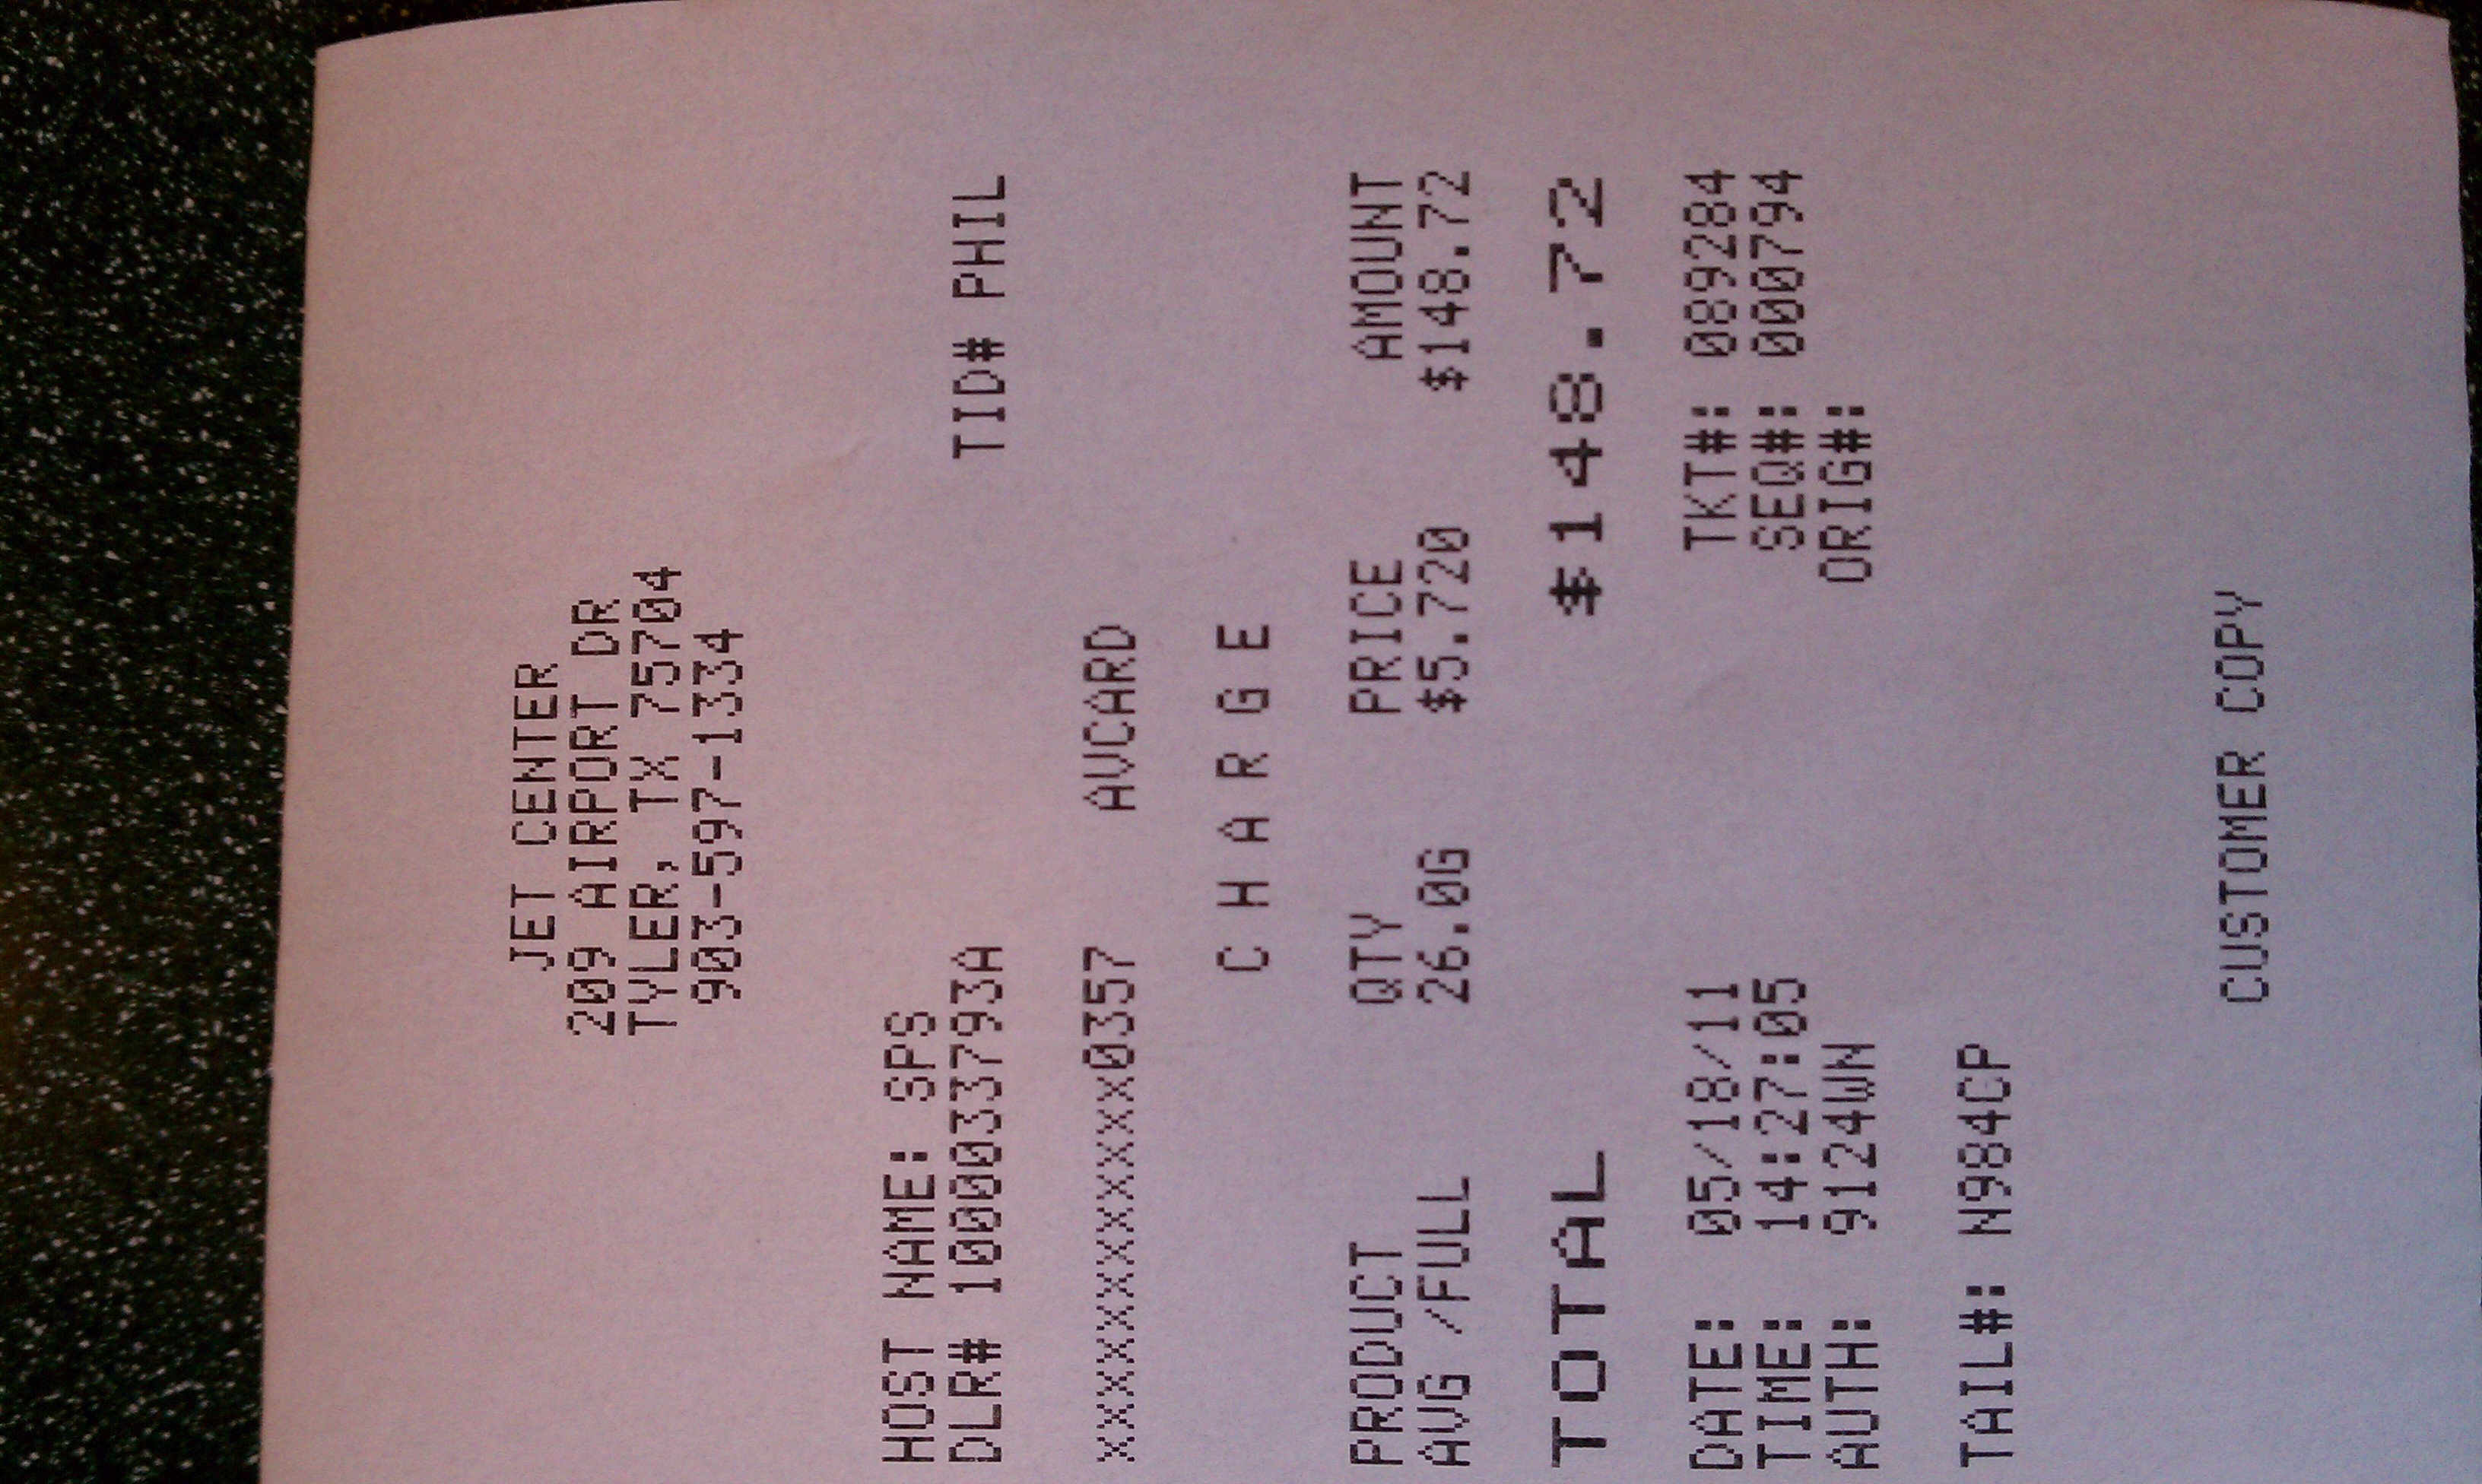 JET CENTER
209 AIRPORT DR
TYLER, TX 75704
903-597-1334
HOST NAME: SPS
DLR# 1000033793A TID# PHIL
XXXXXXXXXXXX0357 AVCARD
C H A R G E
PRODUCT QTY PRICE AMOUNT
AVG /FULL 26.0G $5.720 $148.72
TOTAL $148.72
DATE: 05/18/11 TKT#: 089284
TIME: 14:27:05 SEQ#: 000794
AUTH: 9124WN ORIG#:
TAIL#: N984CP
CUSTOMER COPY